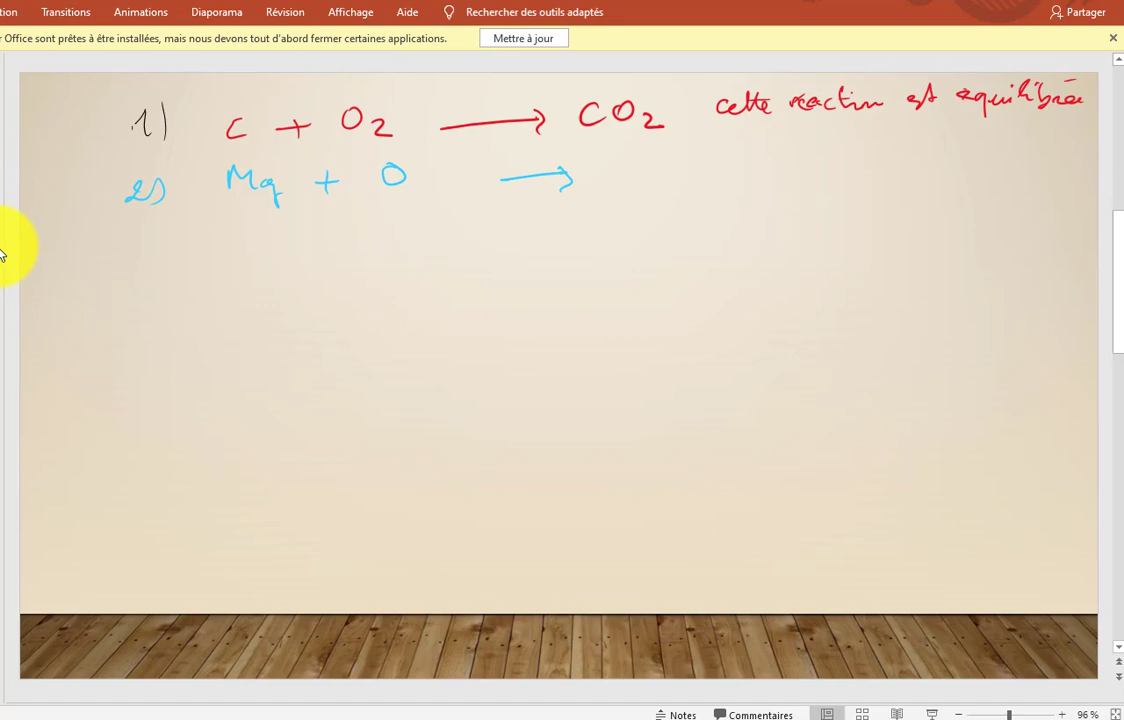 tion Transitions Animations Diaporama Révision Affichage Aide Rechercher des outils adaptés Partager
r Office sont prêtes à être installées, mais nous devons tout d'abord fermer certaines applications. Mettre à jour
1) C + O2 → CO2 cette réaction est équilibrée
2) Mg + O →
Notes Commentaires 96 %